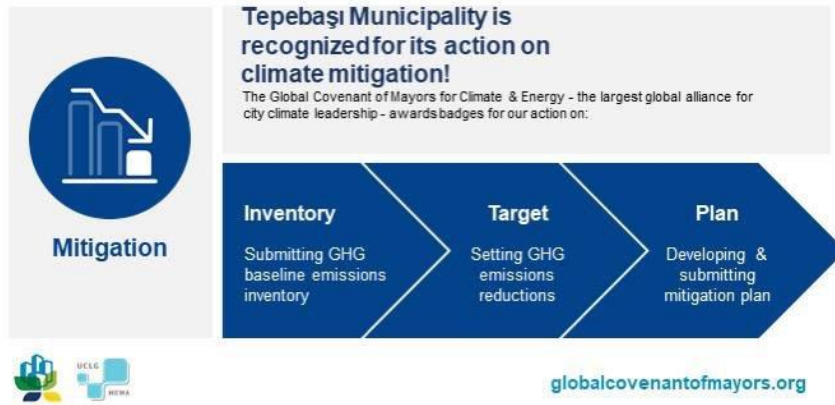 Tepebaşı Municipality is
recognized for its action on
climate mitigation!
The Global Covenant of Mayors for Climate & Energy - the largest global alliance for
city climate leadership - awards badges for our action on:
Mitigation
Inventory
Submitting GHG
baseline emissions
inventory
Target
Setting GHG
emissions
reductions
Plan
Developing &
submitting
mitigation plan
UCLG
MEWA
globalcovenantofmayors.org